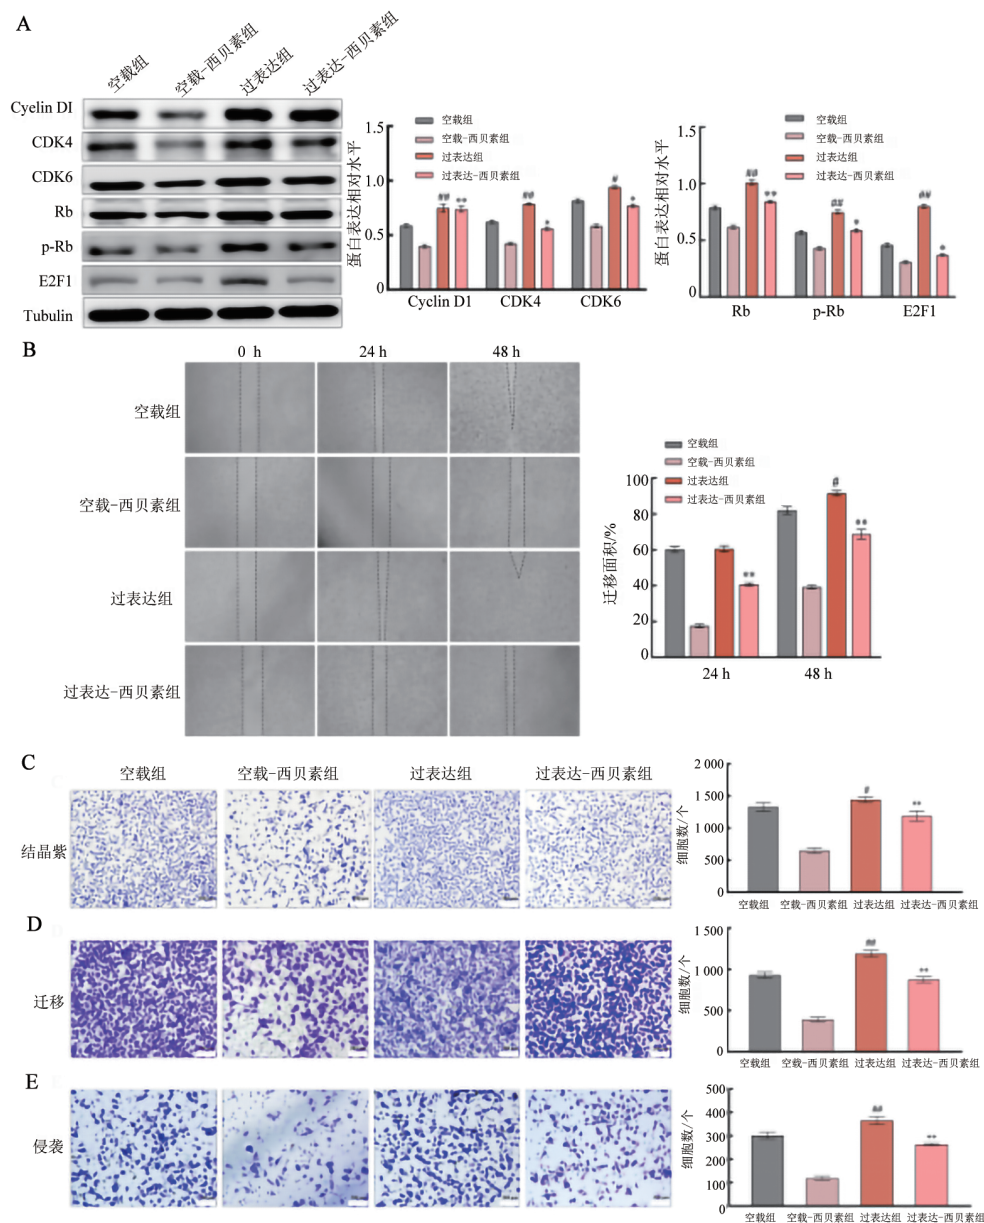 A
空载组
空载-西贝素组
过表达组
过表达-西贝素组
Cyelin DI
CDK4
CDK6
Rb
p-Rb
E2F1
Tubulin
蛋白表达相对水平
1.5
1.0
0.5
0
空载组
空载-西贝素组
过表达组
过表达-西贝素组
##
**
##
*
#
*
Cyclin D1
CDK4
CDK6
蛋白表达相对水平
1.5
1.0
0.5
0
空载组
空载-西贝素组
过表达组
过表达-西贝素组
##
**
##
*
##
*
Rb
p-Rb
E2F1
B
0 h
24 h
48 h
空载组
空载-西贝素组
过表达组
过表达-西贝素组
空载组
空载-西贝素组
过表达组
过表达-西贝素组
迁移面积/%
100
80
60
40
20
0
**
#
**
24 h
48 h
C
空载组
空载-西贝素组
过表达组
过表达-西贝素组
结晶紫
细胞数/个
2 000
1 500
1 000
500
0
#
**
空载组
空载-西贝素组
过表达组
过表达-西贝素组
D
迁移
细胞数/个
1 500
1 000
500
0
##
**
空载组
空载-西贝素组
过表达组
过表达-西贝素组
E
侵袭
细胞数/个
500
400
300
200
100
0
##
**
空载组
空载-西贝素组
过表达组
过表达-西贝素组